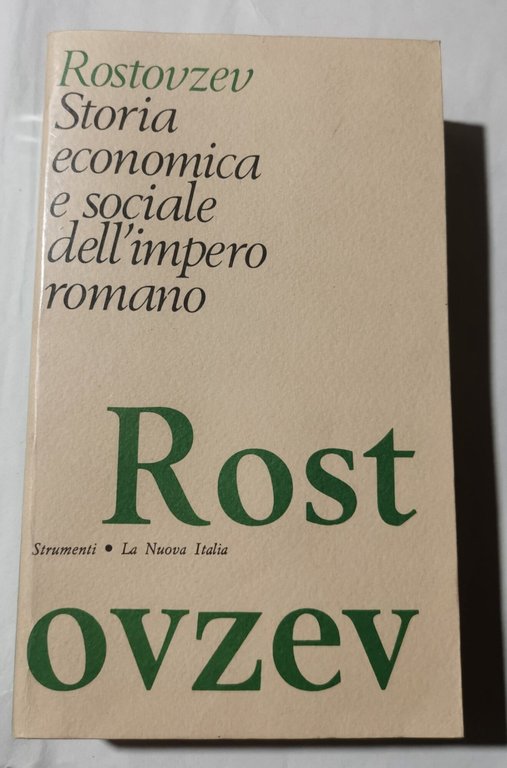 Rostovzev
Storia
economica
e sociale
dell'impero
romano
Rost
Strumenti • La Nuova Italia
ovzev